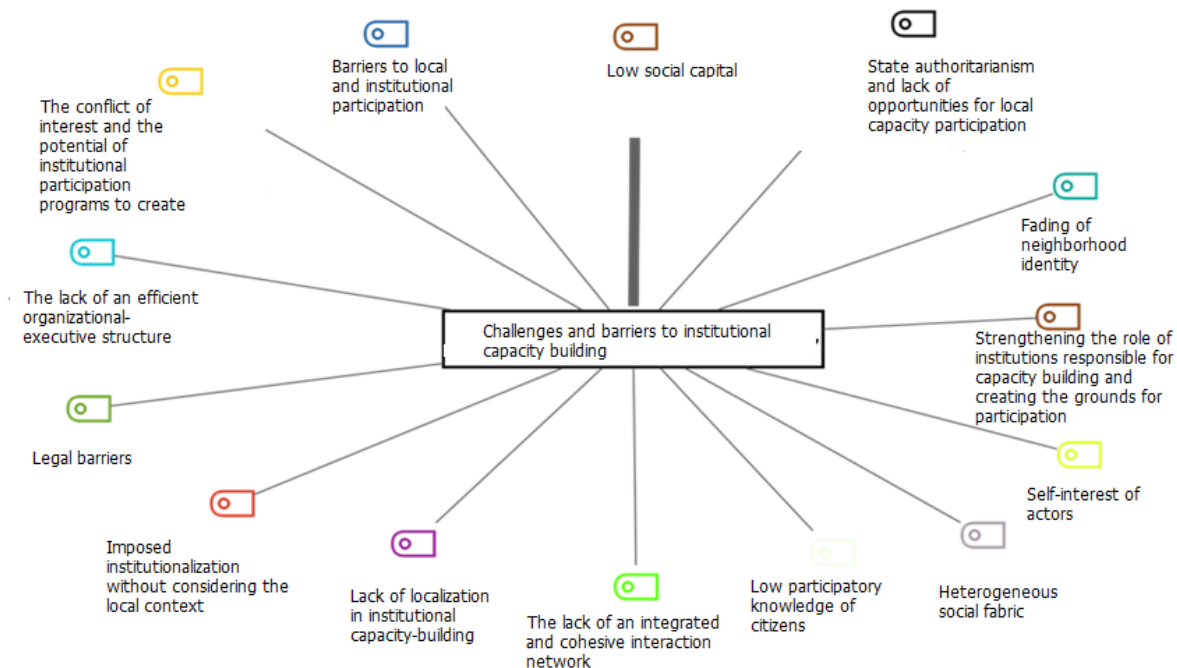 Barriers to local
and institutional
participation
Low social capital
State authoritarianism
and lack of
opportunities for local
capacity participation
The conflict of
interest and the
potential of
institutional
participation
programs to create
Fading of
neighborhood
identity
The lack of an efficient
organizational-
executive structure
Challenges and barriers to institutional
capacity building
Strengthening the role of
institutions responsible for
capacity building and
creating the grounds for
participation
Legal barriers
Self-interest of
actors
Imposed
institutionalization
without considering the
local context
Lack of localization
in institutional
capacity-building
The lack of an integrated
and cohesive interaction
network
Low participatory
knowledge of
citizens
Heterogeneous
social fabric